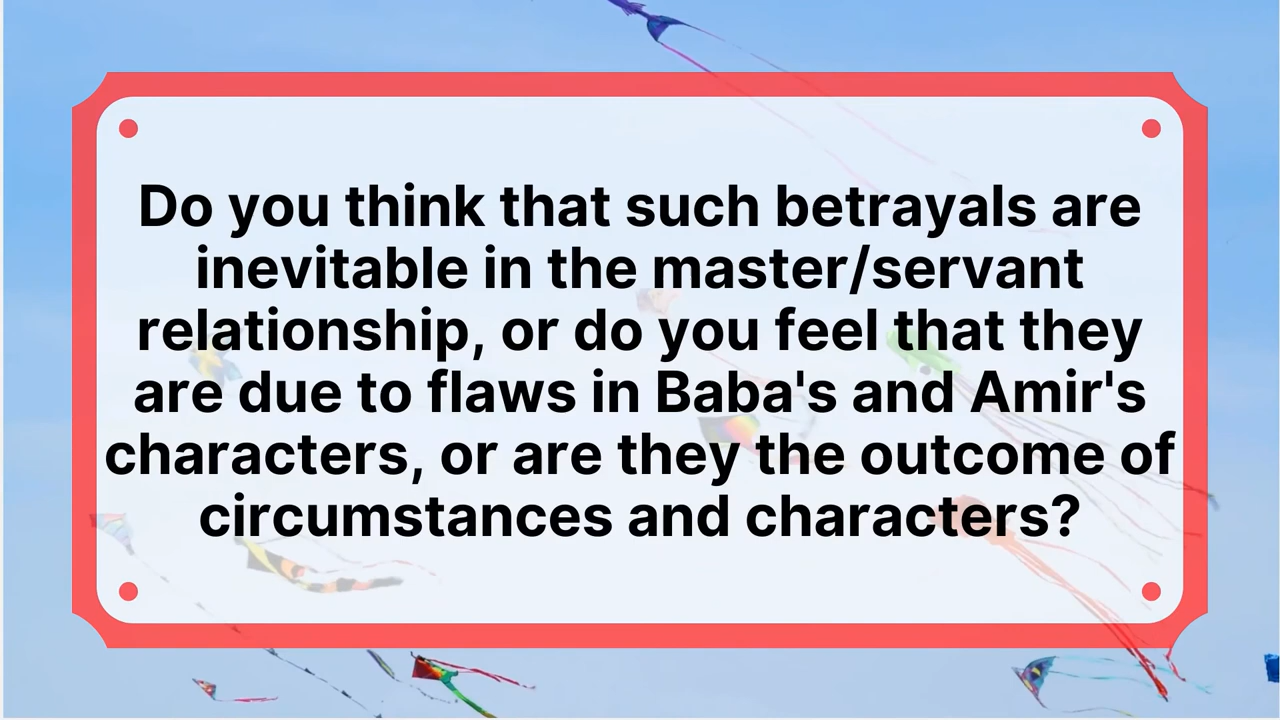 Do you think that such betrayals are
inevitable in the master/servant
relationship, or do you feel that they
are due to flaws in Baba's and Amir's
characters, or are they the outcome of
circumstances and characters?